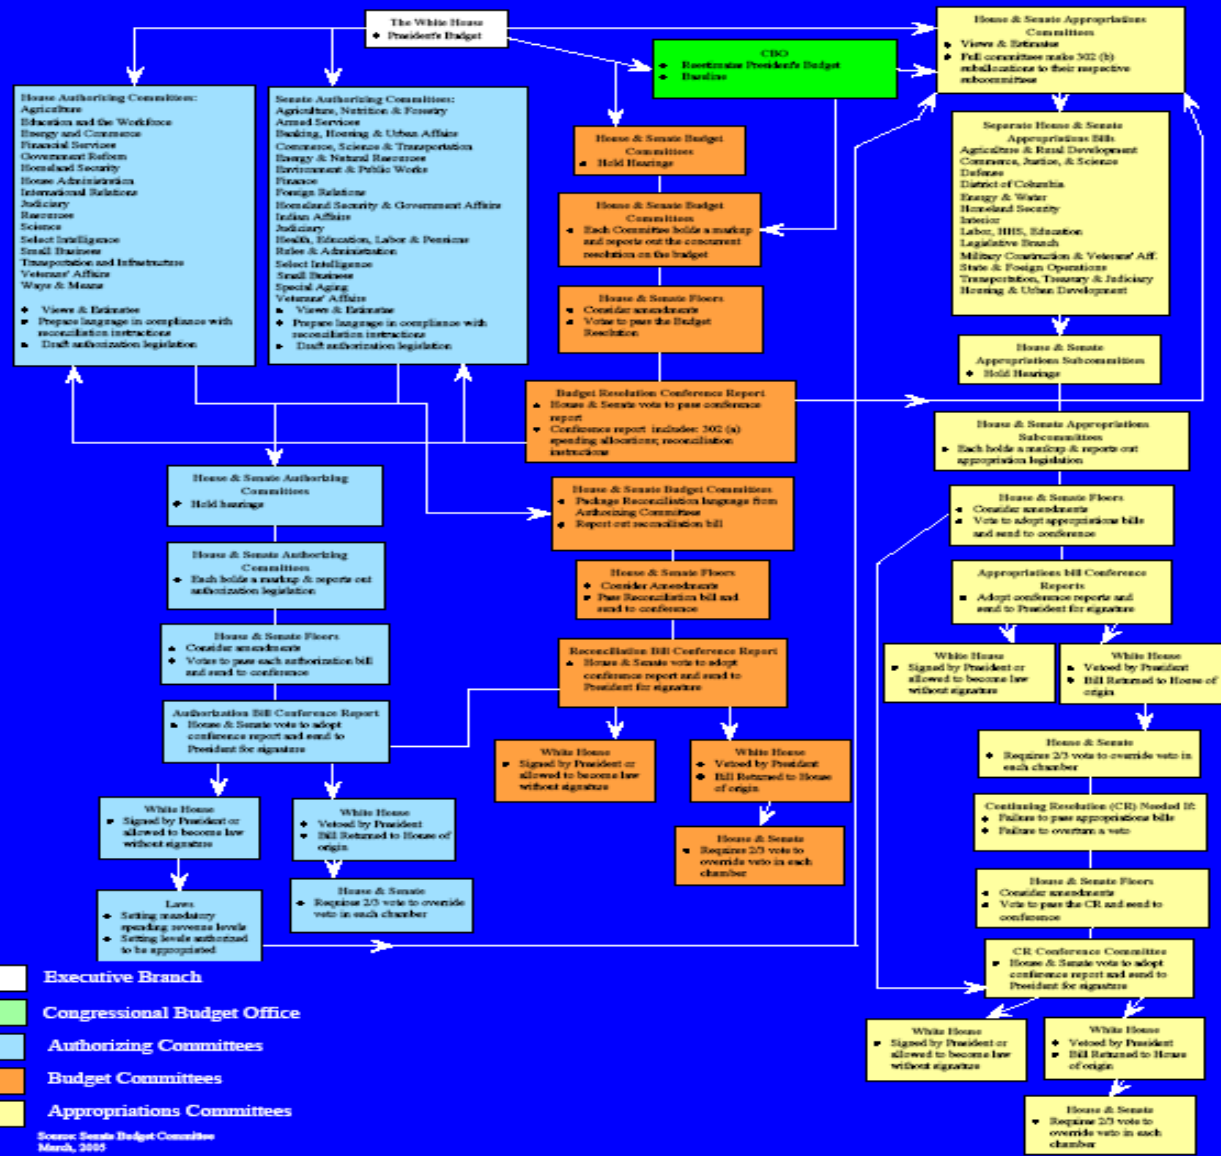 The White House
President's Budget
CBO
Reestimates President's Budget
Baseline
House & Senate Appropriations
Committees
Views & Estimates
Full committees make 302 (b)
suballocations to their respective
subcommittees
House Authorizing Committees:
Agriculture
Education and the Workforce
Energy and Commerce
Financial Services
Government Reform
Homeland Security
House Administration
International Relations
Judiciary
Resources
Science
Select Intelligence
Small Business
Transportation and Infrastructure
Veterans' Affairs
Ways & Means
Views & Estimates
Prepare language in compliance with
reconciliation instructions
Draft authorization legislation
Senate Authorizing Committees:
Agriculture, Nutrition & Forestry
Armed Services
Banking, Housing & Urban Affairs
Commerce, Science & Transportation
Energy & Natural Resources
Environment & Public Works
Finance
Foreign Relations
Homeland Security & Government Affairs
Indian Affairs
Judiciary
Health, Education, Labor & Pensions
Rules & Administration
Select Intelligence
Small Business
Special Aging
Veterans' Affairs
Views & Estimates
Prepare language in compliance with
reconciliation instructions
Draft authorization legislation
House & Senate Budget
Committees
Hold Hearings
House & Senate Budget
Committees
Each Committee holds a markup
and reports out the concurrent
resolution on the budget
House & Senate Floors
Consider amendments
Votes to pass the Budget
Resolution
Budget Resolution Conference Report
House & Senate vote to pass conference
report
Conference report includes: 302 (a)
spending allocations; reconciliation
instructions
House & Senate Budget Committees
Package Reconciliation language from
Authorizing Committees
Report out reconciliation bill
House & Senate Floors
Consider Amendments
Pass Reconciliation bill and
send to conference
Reconciliation Bill Conference Report
House & Senate vote to adopt
conference report and send to
President for signature
White House
Signed by President or
allowed to become law
without signature
White House
Vetoed by President
Bill Returned to House
of origin
House & Senate
Requires 2/3 vote to
override veto in each
chamber
House & Senate Authorizing
Committees
Hold hearings
House & Senate Authorizing
Committees
Each holds a markup & reports out
authorization legislation
House & Senate Floors
Consider amendments
Votes to pass each authorization bill
and send to conference
Authorization Bill Conference Report
House & Senate vote to adopt
conference report and send to
President for signature
White House
Signed by President or
allowed to become law
without signature
White House
Vetoed by President
Bill Returned to House of
origin
Laws
Setting mandatory
spending revenue levels
Setting levels authorized
to be appropriated
House & Senate
Requires 2/3 vote to override
veto in each chamber
Separate House & Senate
Appropriations Bills
Agriculture & Rural Development
Commerce, Justice, & Science
Defense
District of Columbia
Energy & Water
Homeland Security
Interior
Labor, HHS, Education
Legislative Branch
Military Construction & Veterans' Aff.
State & Foreign Operations
Transportation, Treasury & Judiciary
Housing & Urban Development
House & Senate
Appropriations Subcommittees
Hold Hearings
House & Senate Appropriations
Subcommittees
Each holds a markup & reports out
appropriation legislation
House & Senate Floors
Consider amendments
Vote to adopt appropriations bills
and send to conference
Appropriations bill Conference
Reports
Adopt conference reports and
send to President for signature
White House
Signed by President or
allowed to become law
without signature
White House
Vetoed by President
Bill Returned to House of
origin
House & Senate
Requires 2/3 vote to override veto in
each chamber
Continuing Resolution (CR) Needed If:
Failure to pass appropriations bills
Failure to overturn a veto
House & Senate Floors
Consider amendments
Vote to pass the CR and send to
conference
CR Conference Committee
House & Senate vote to adopt
conference report and send to
President for signature
White House
Signed by President or
allowed to become law
without signature
White House
Vetoed by President
Bill Returned to House
of origin
House & Senate
Requires 2/3 vote to
override veto in each
chamber
Executive Branch
Congressional Budget Office
Authorizing Committees
Budget Committees
Appropriations Committees
Source: Senate Budget Committee
March, 2005